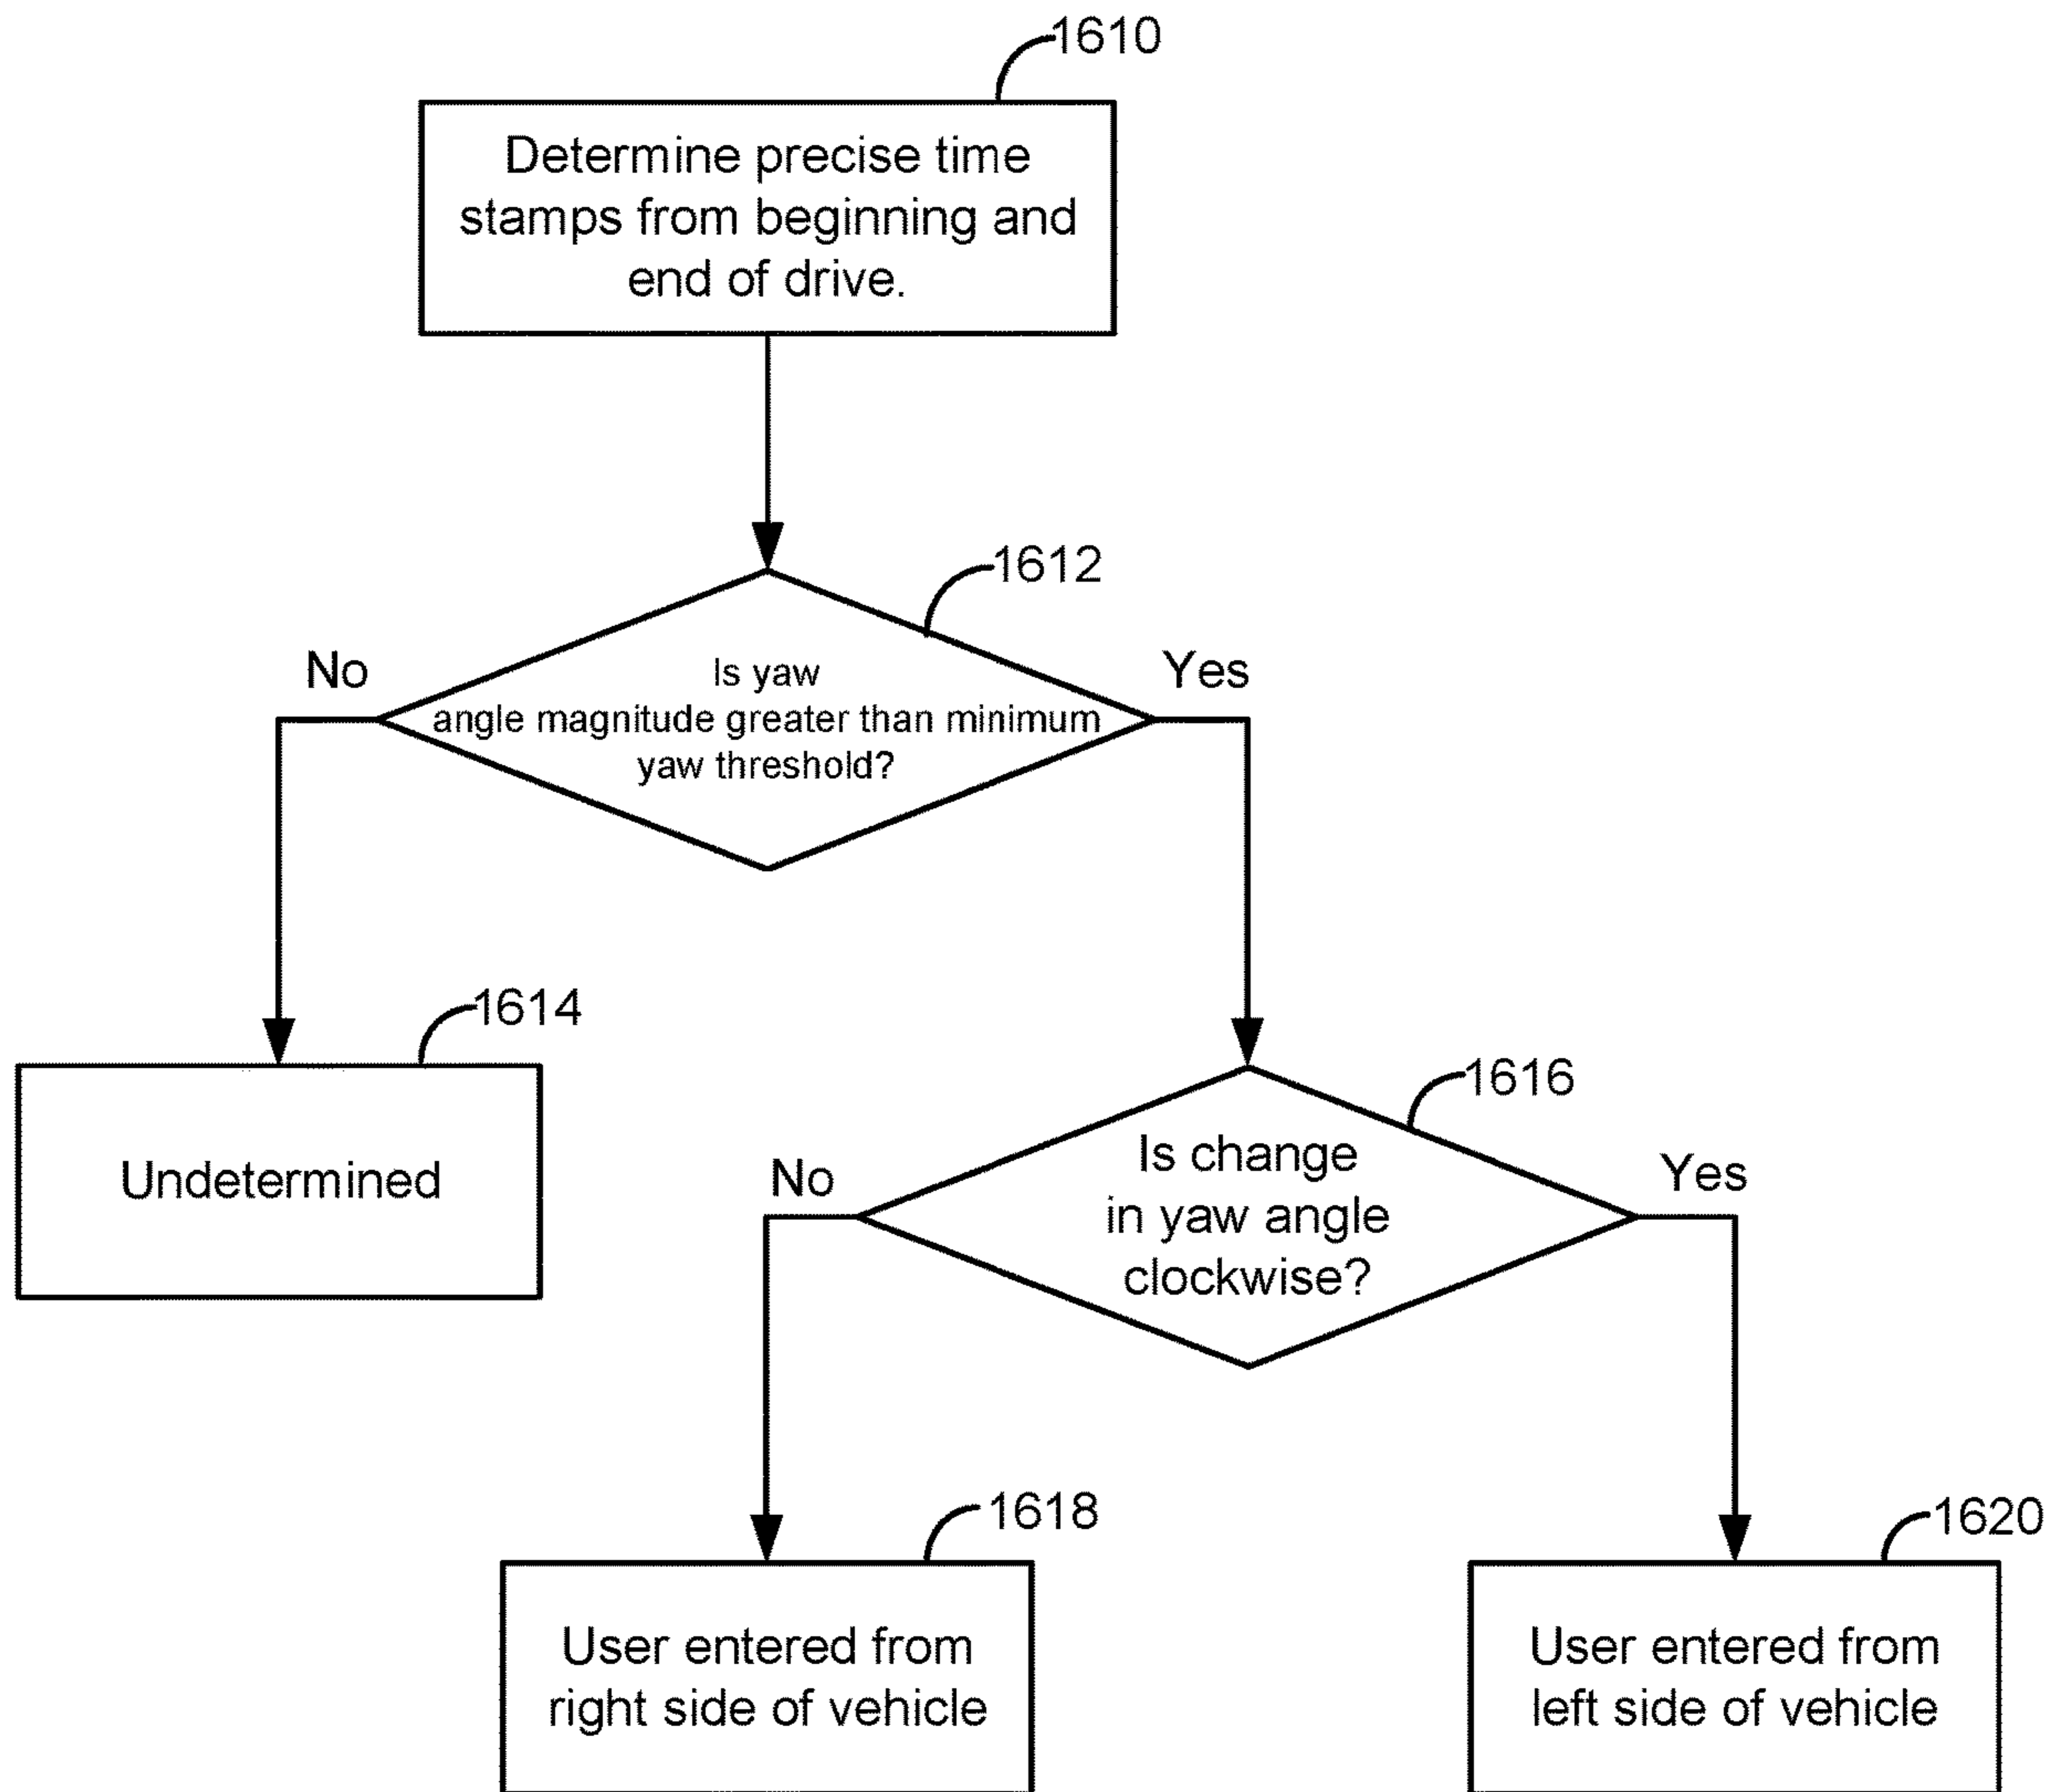 1610
Determine precise time
stamps from beginning and
end of drive.
1612
No
Yes
Is yaw
angle magnitude greater than minimum
yaw threshold?
1614
Undetermined
1616
No
Yes
Is change
in yaw angle
clockwise?
1618
User entered from
right side of vehicle
1620
User entered from
left side of vehicle